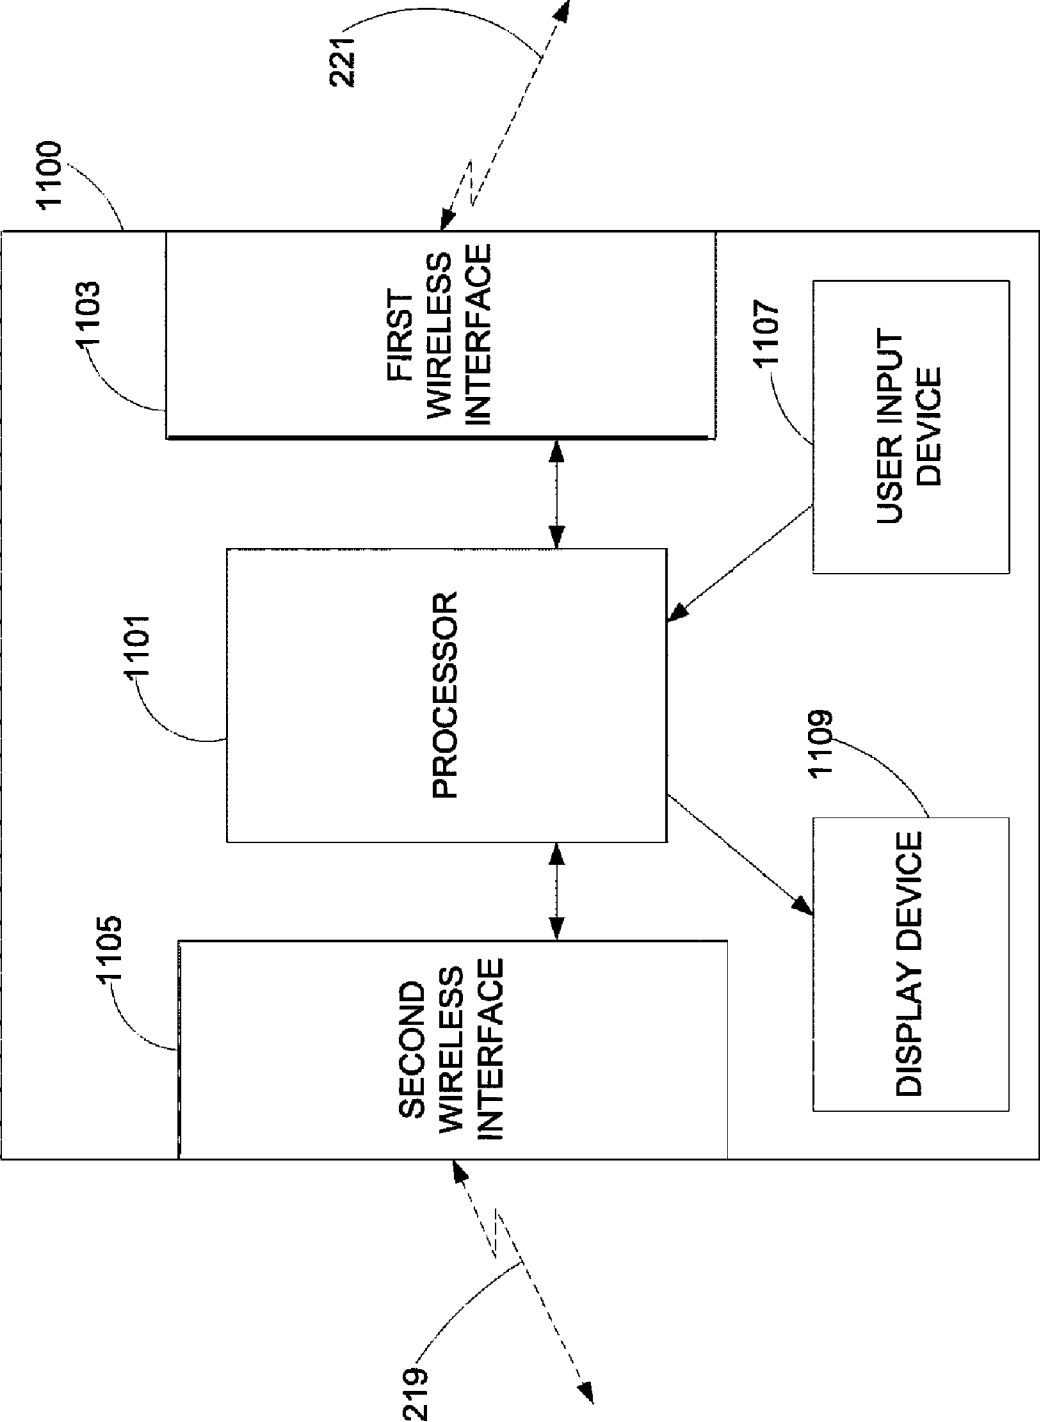 1100
1105
1101
1103
219
SECOND
WIRELESS
INTERFACE
PROCESSOR
FIRST
WIRELESS
INTERFACE
221
1109
1107
DISPLAY DEVICE
USER INPUT
DEVICE